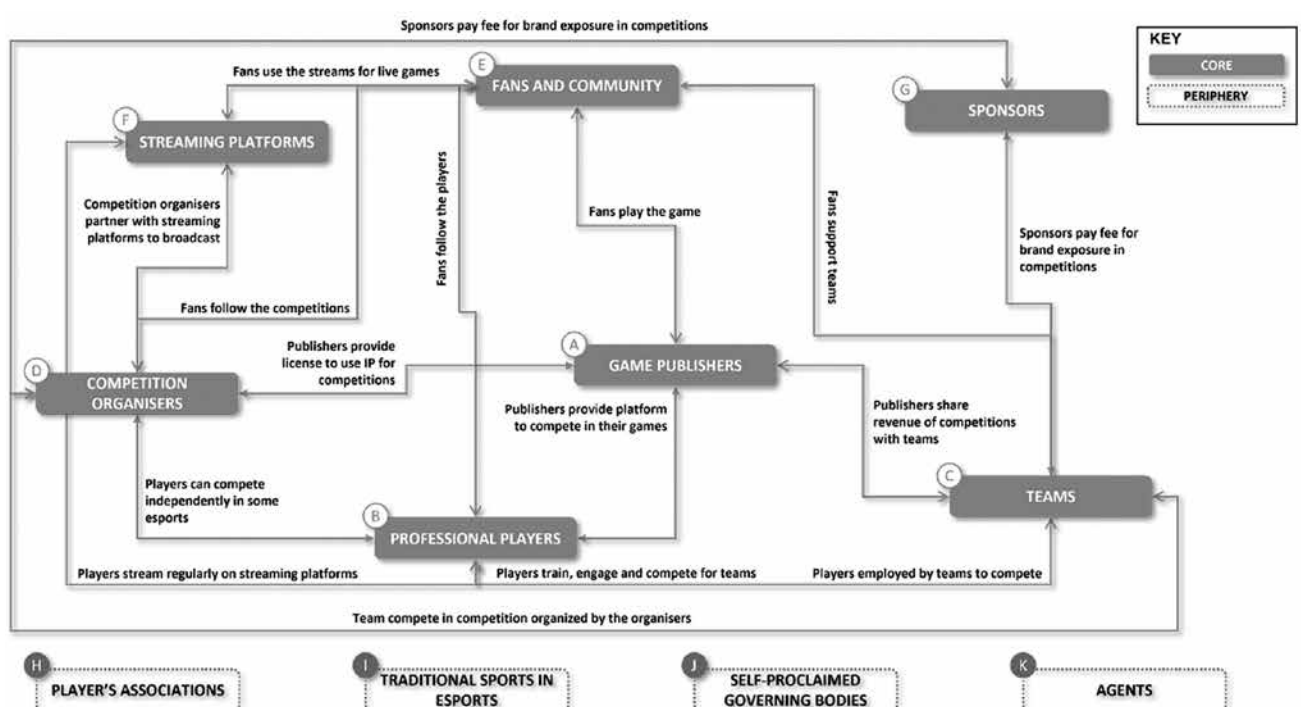 Sponsors pay fee for brand exposure in competitions
KEY
CORE
PERIPHERY
E
FANS AND COMMUNITY
Fans use the streams for live games
G
SPONSORS
F
STREAMING PLATFORMS
Competition organisers
partner with streaming
platforms to broadcast
Fans follow the players
Fans play the game
Fans support teams
Sponsors pay fee for
brand exposure in
competitions
Fans follow the competitions
Publishers provide
license to use IP for
competitions
A
GAME PUBLISHERS
D
COMPETITION
ORGANISERS
Publishers provide platform
to compete in their games
Publishers share
revenue of competitions
with teams
Players can compete
independently in some
esports
C
TEAMS
B
PROFESSIONAL PLAYERS
Players stream regularly on streaming platforms
Players train, engage and compete for teams
Players employed by teams to compete
Team compete in competition organized by the organisers
H
PLAYER'S ASSOCIATIONS
I
TRADITIONAL SPORTS IN
ESPORTS
J
SELF-PROCLAIMED
GOVERNING BODIES
K
AGENTS